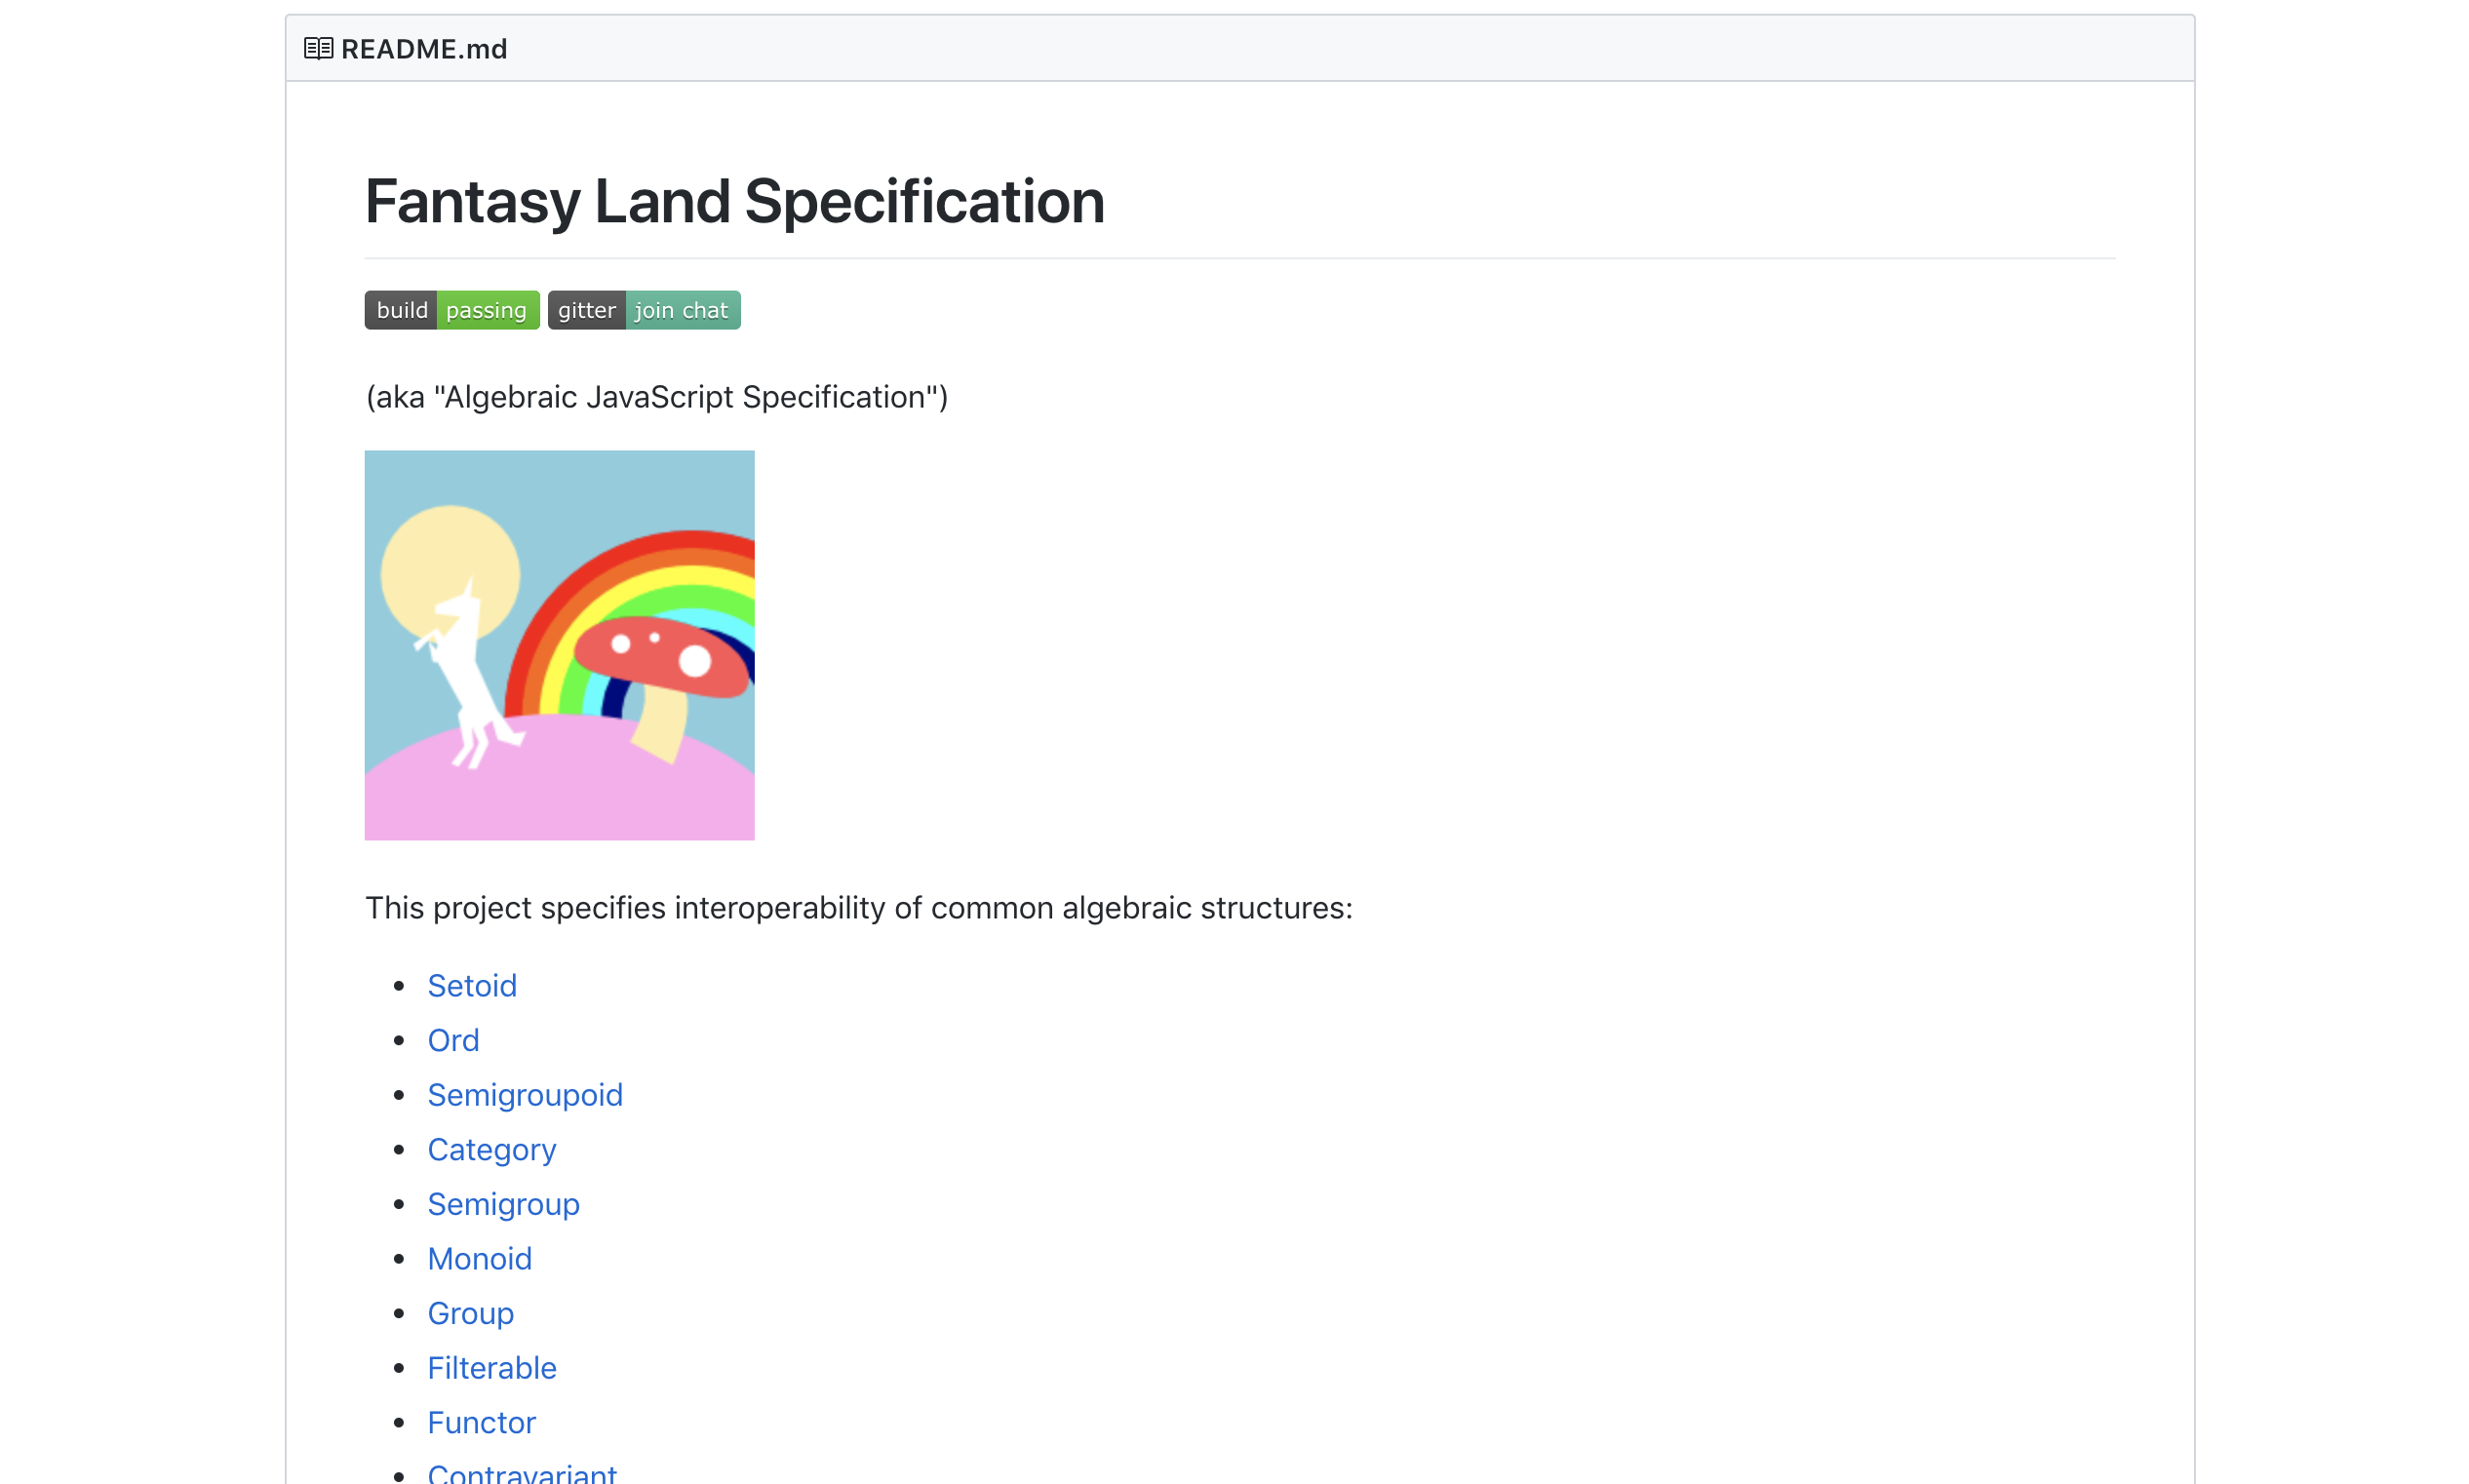 README.md
Fantasy Land Specification
build passing gitter join chat
(aka "Algebraic JavaScript Specification")
This project specifies interoperability of common algebraic structures:
Setoid
Ord
Semigroupoid
Category
Semigroup
Monoid
Group
Filterable
Functor
Contravariant